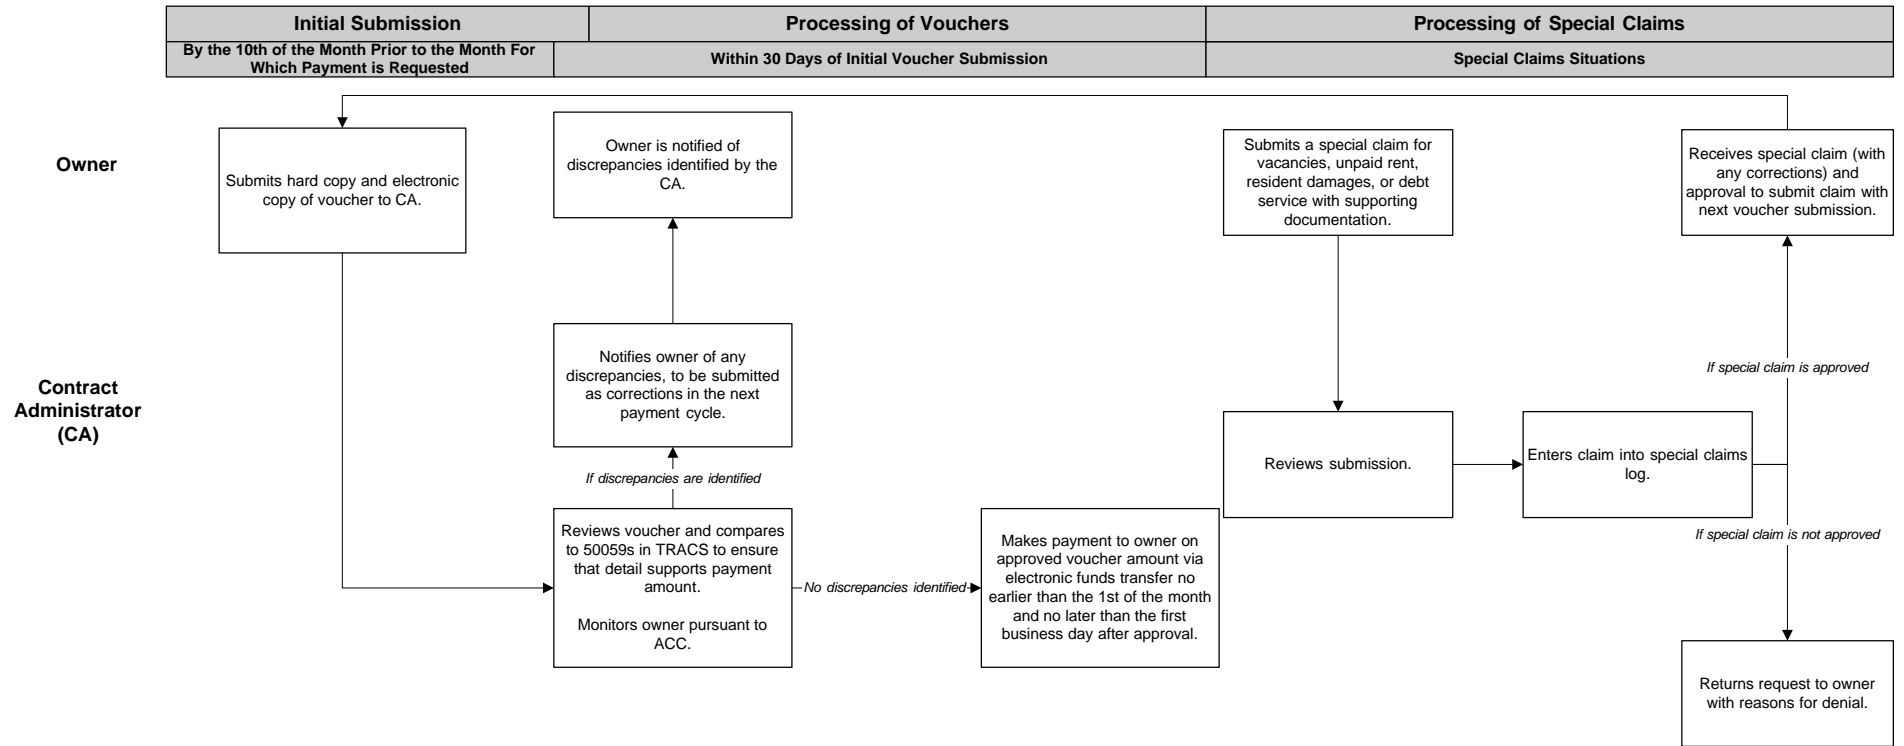 Initial Submission
Processing of Vouchers
Processing of Special Claims
By the 10th of the Month Prior to the Month For
Which Payment is Requested
Within 30 Days of Initial Voucher Submission
Special Claims Situations
Owner
Submits hard copy and electronic
copy of voucher to CA.
Owner is notified of
discrepancies identified by the
CA.
Submits a special claim for
vacancies, unpaid rent,
resident damages, or debt
service with supporting
documentation.
Receives special claim (with
any corrections) and
approval to submit claim with
next voucher submission.
Contract
Administrator
(CA)
Notifies owner of any
discrepancies, to be submitted
as corrections in the next
payment cycle.
If discrepancies are identified
Reviews voucher and compares
to 50059s in TRACS to ensure
that detail supports payment
amount.
Monitors owner pursuant to
ACC.
No discrepancies identified
Makes payment to owner on
approved voucher amount via
electronic funds transfer no
earlier than the 1st of the month
and no later than the first
business day after approval.
Reviews submission.
Enters claim into special claims
log.
If special claim is approved
If special claim is not approved
Returns request to owner
with reasons for denial.